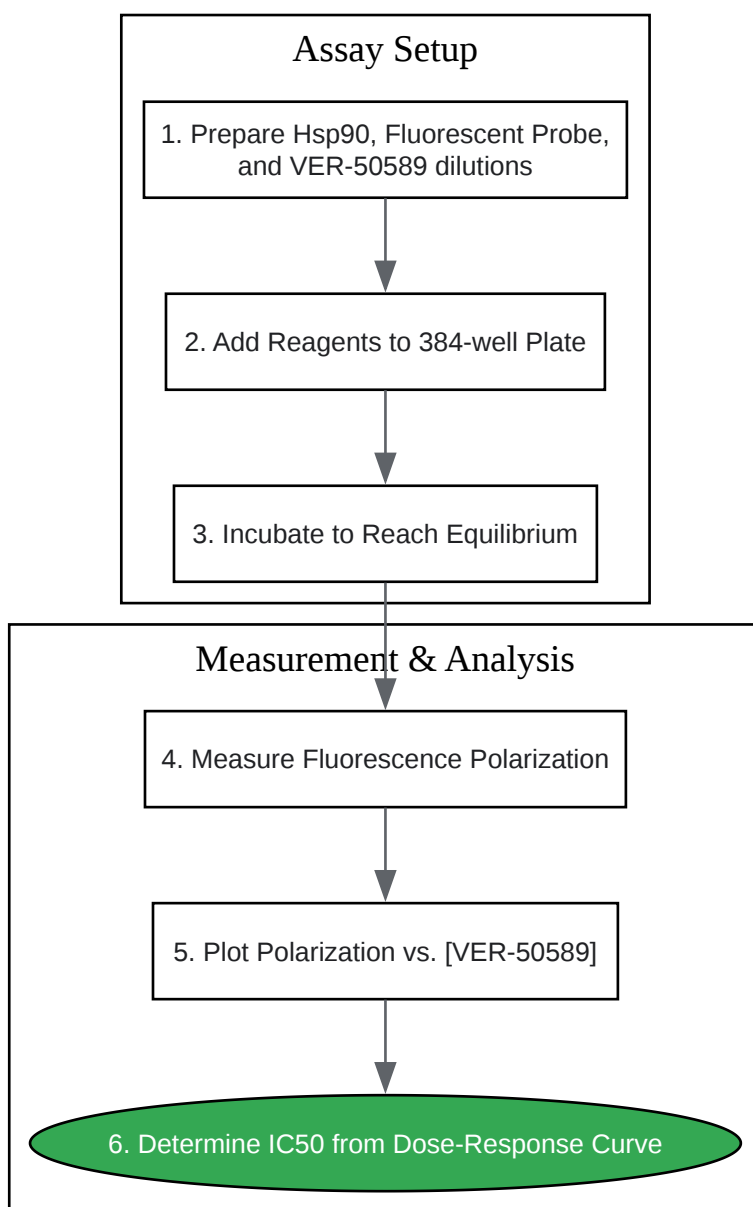 Assay Setup
1. Prepare Hsp90, Fluorescent Probe,
and VER-50589 dilutions
2. Add Reagents to 384-well Plate
3. Incubate to Reach Equilibrium
Measurement & Analysis
4. Measure Fluorescence Polarization
5. Plot Polarization vs. [VER-50589]
6. Determine IC50 from Dose-Response Curve